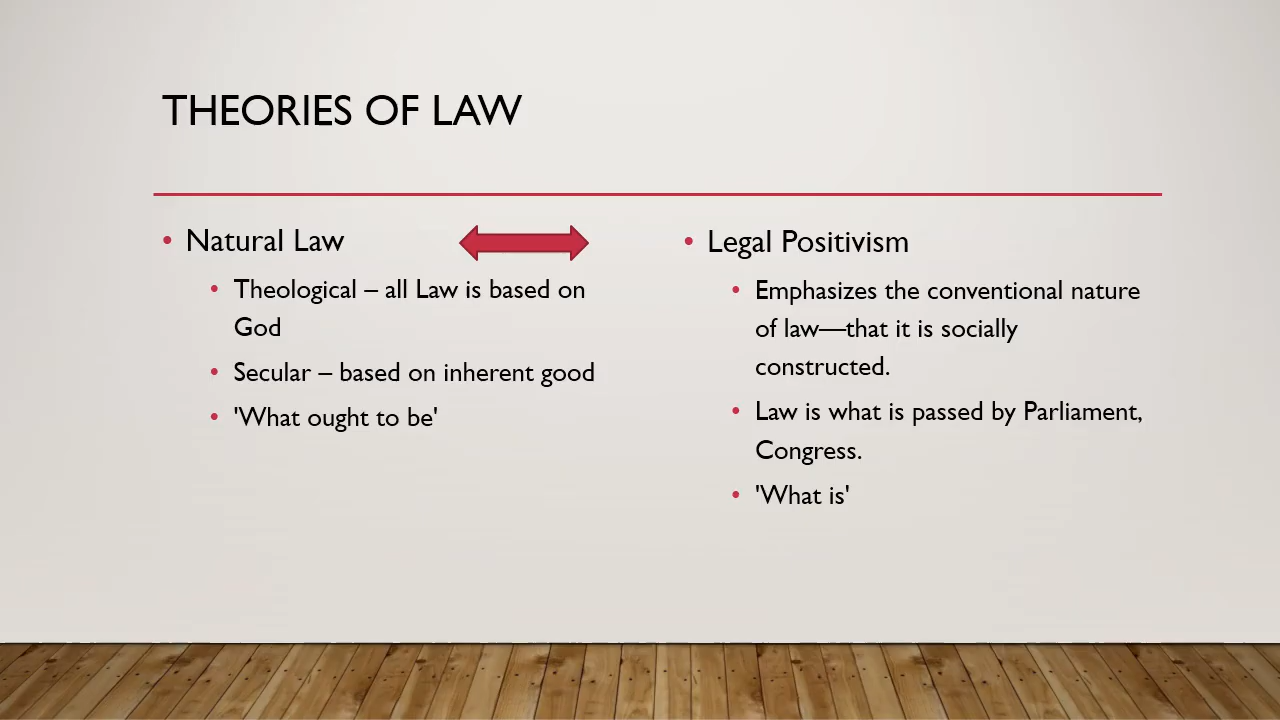 THEORIES OF LAW
• Natural Law
• Theological – all Law is based on
God
• Secular – based on inherent good
• 'What ought to be'
• Legal Positivism
• Emphasizes the conventional nature
of law—that it is socially
constructed.
• Law is what is passed by Parliament,
Congress.
• 'What is'